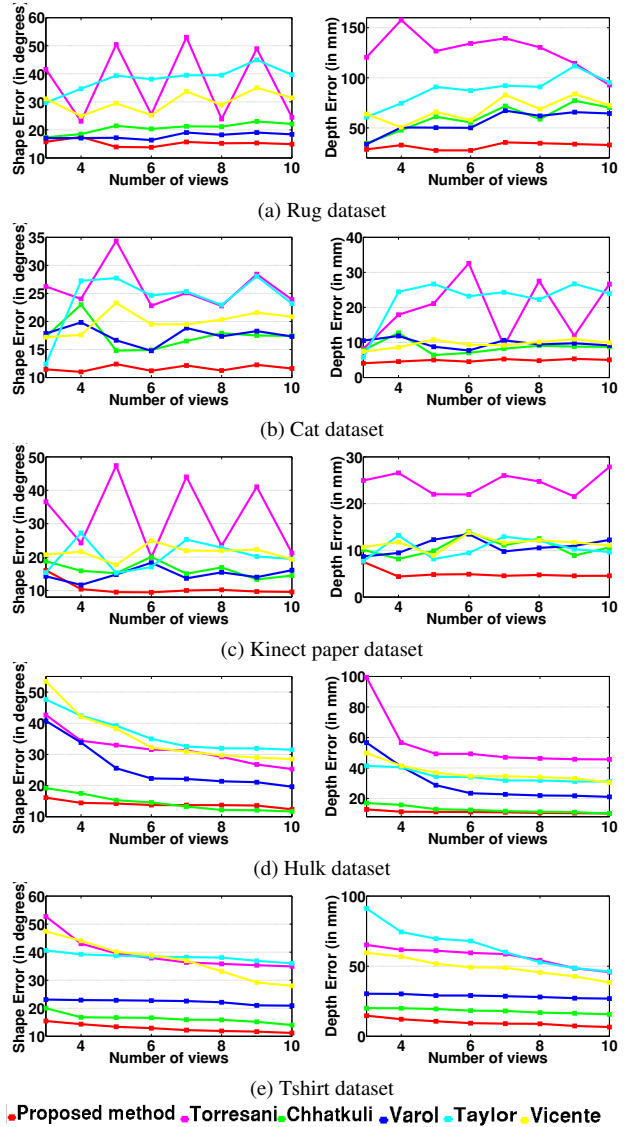 Shape Error (in degrees)
60
50
40
30
20
10
4 6 8 10
Number of views
Depth Error (in mm)
150
100
50
4 6 8 10
Number of views
(a) Rug dataset
Shape Error (in degrees)
35
30
25
20
15
10
4 6 8 10
Number of views
Depth Error (in mm)
40
30
20
10
0
4 6 8 10
Number of views
(b) Cat dataset
Shape Error (in degrees)
50
40
30
20
10
4 6 8 10
Number of views
Depth Error (in mm)
30
20
10
0
4 6 8 10
Number of views
(c) Kinect paper dataset
Shape Error (in degrees)
50
40
30
20
10
4 6 8 10
Number of views
Depth Error (in mm)
100
80
60
40
20
4 6 8 10
Number of views
(d) Hulk dataset
Shape Error (in degrees)
60
50
40
30
20
10
4 6 8 10
Number of views
Depth Error (in mm)
100
50
0
4 6 8 10
Number of views
(e) Tshirt dataset
Proposed method Torresani Chhatkuli Varol Taylor Vicente